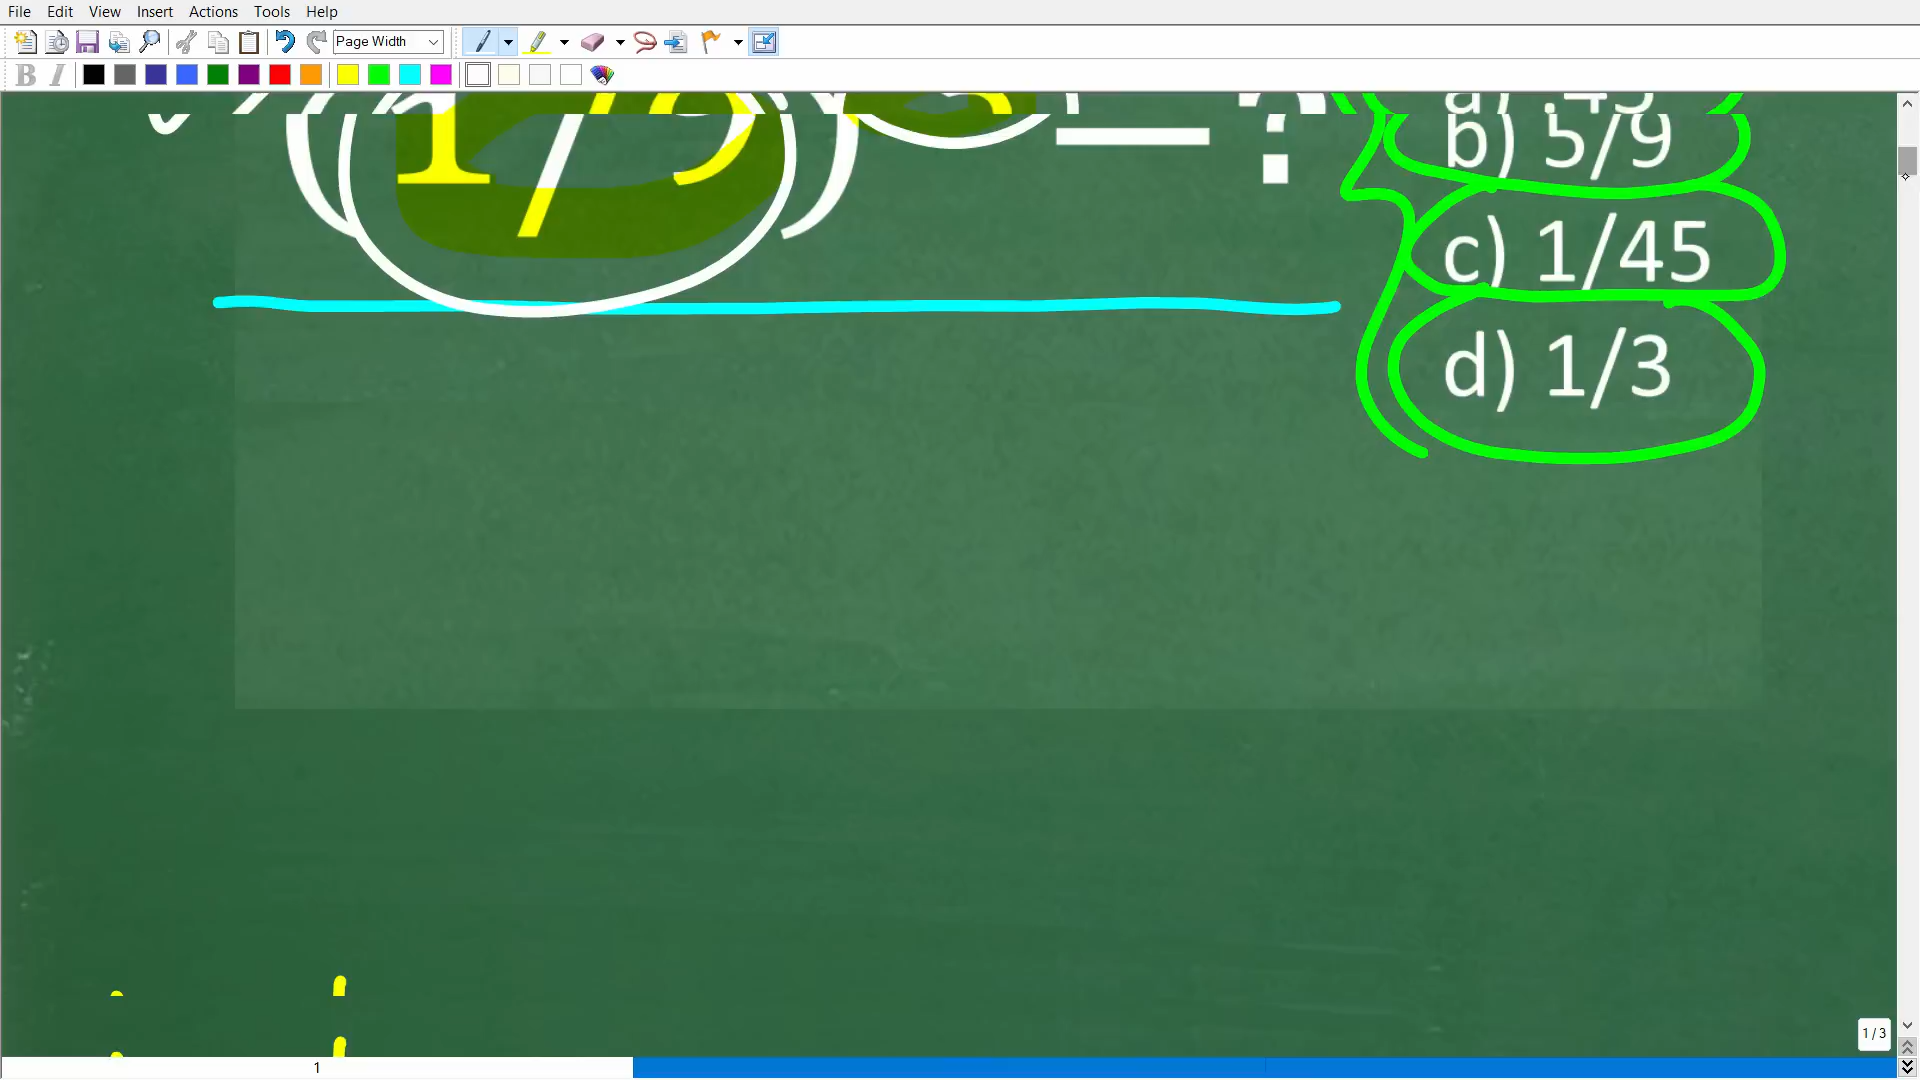 File Edit View Insert Actions Tools Help
Page Width
B I
= ?
b) 5/9
c) 1/45
d) 1/3
1 / 3
1